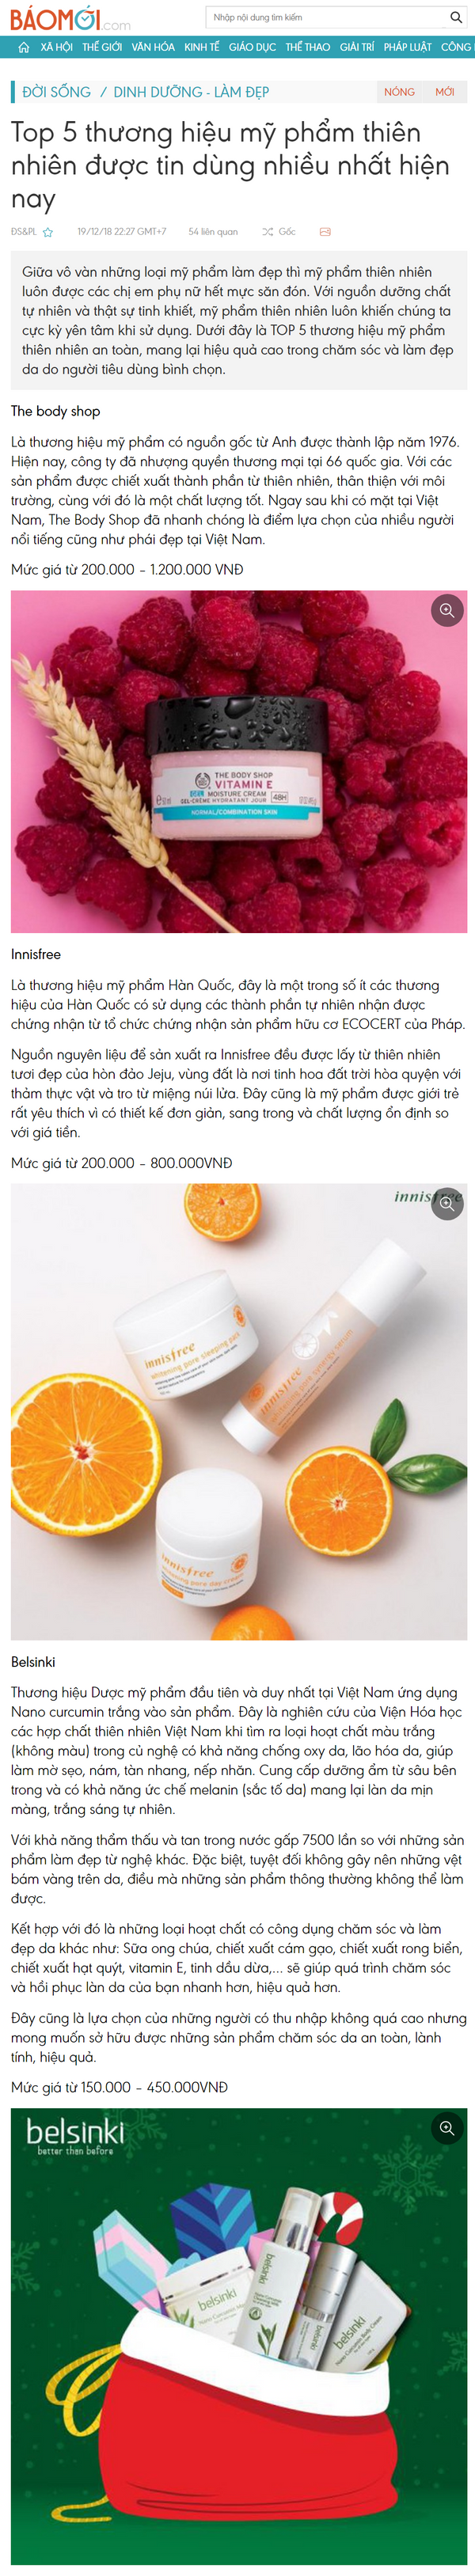 BÁOMỚI.com
Nhập nội dung tìm kiếm
XÃ HỘI THẾ GIỚI VĂN HÓA KINH TẾ GIÁO DỤC THỂ THAO GIẢI TRÍ PHÁP LUẬT CÔNG
ĐỜI SỐNG / DINH DƯỠNG - LÀM ĐẸP NÓNG MỚI
Top 5 thương hiệu mỹ phẩm thiên
nhiên được tin dùng nhiều nhất hiện
nay
ĐS&PL 19/12/18 22:27 GMT+7 54 liên quan Gốc
Giữa vô vàn những loại mỹ phẩm làm đẹp thì mỹ phẩm thiên nhiên
luôn được các chị em phụ nữ hết mực săn đón. Với nguồn dưỡng chất
tự nhiên và thật sự tinh khiết, mỹ phẩm thiên nhiên luôn khiến chúng ta
cực kỳ yên tâm khi sử dụng. Dưới đây là TOP 5 thương hiệu mỹ phẩm
thiên nhiên an toàn, mang lại hiệu quả cao trong chăm sóc và làm đẹp
da do người tiêu dùng bình chọn.
The body shop
Là thương hiệu mỹ phẩm có nguồn gốc từ Anh được thành lập năm 1976.
Hiện nay, công ty đã nhượng quyền thương mại tại 66 quốc gia. Với các
sản phẩm được chiết xuất thành phần từ thiên nhiên, thân thiện với môi
trường, cùng với đó là một chất lượng tốt. Ngay sau khi có mặt tại Việt
Nam, The Body Shop đã nhanh chóng là điểm lựa chọn của nhiều người
nổi tiếng cũng như phái đẹp tại Việt Nam.
Mức giá từ 200.000 – 1.200.000 VNĐ
THE BODY SHOP
VITAMIN E
GEL MOISTURE CREAM 48H
GEL-CRÈME HYDRATANT JOUR
NORMAL/COMBINATION SKIN
Innisfree
Là thương hiệu mỹ phẩm Hàn Quốc, đây là một trong số ít các thương
hiệu của Hàn Quốc có sử dụng các thành phần tự nhiên nhận được
chứng nhận từ tổ chức chứng nhận sản phẩm hữu cơ ECOCERT của Pháp.
Nguồn nguyên liệu để sản xuất ra Innisfree đều được lấy từ thiên nhiên
tươi đẹp của hòn đảo Jeju, vùng đất là nơi tinh hoa đất trời hòa quyện với
thảm thực vật và tro từ miệng núi lửa. Đây cũng là mỹ phẩm được giới trẻ
rất yêu thích vì có thiết kế đơn giản, sang trong và chất lượng ổn định so
với giá tiền.
Mức giá từ 200.000 – 800.000VNĐ
innisfree
innisfree
whitening pore sleeping pack
innisfree
innisfree
whitening pore day cream
Belsinki
Thương hiệu Dược mỹ phẩm đầu tiên và duy nhất tại Việt Nam ứng dụng
Nano curcumin trắng vào sản phẩm. Đây là nghiên cứu của Viện Hóa học
các hợp chất thiên nhiên Việt Nam khi tìm ra loại hoạt chất màu trắng
(không màu) trong củ nghệ có khả năng chống oxy da, lão hóa da, giúp
làm mờ sẹo, nám, tàn nhang, nếp nhăn. Cung cấp dưỡng ẩm từ sâu bên
trong và có khả năng ức chế melanin (sắc tố da) mang lại làn da mịn
màng, trắng sáng tự nhiên.
Với khả năng thẩm thấu và tan trong nước gấp 7500 lần so với những sản
phẩm làm đẹp từ nghệ khác. Đặc biệt, tuyệt đối không gây nên những vệt
bám vàng trên da, điều mà những sản phẩm thông thường không thể làm
được.
Kết hợp với đó là những loại hoạt chất có công dụng chăm sóc và làm
đẹp da khác như: Sữa ong chúa, chiết xuất cám gạo, chiết xuất rong biển,
chiết xuất hạt quýt, vitamin E, tinh dầu dừa,... sẽ giúp quá trình chăm sóc
và hồi phục làn da của bạn nhanh hơn, hiệu quả hơn.
Đây cũng là lựa chọn của những người có thu nhập không quá cao nhưng
mong muốn sở hữu được những sản phẩm chăm sóc da an toàn, lành
tính, hiệu quả.
Mức giá từ 150.000 – 450.000VNĐ
belsinki
better than before
belsinki
belsinki
belsinki
belsinki
Nano Curcumin Body Cream